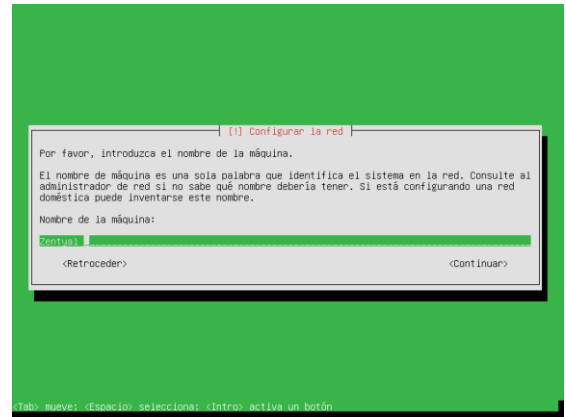 [!] Configurar la red
Por favor, introduzca el nombre de la máquina.
El nombre de máquina es una sola palabra que identifica el sistema en la red. Consulte al
administrador de red si no sabe qué nombre debería tener. Si está configurando una red
doméstica puede inventarse este nombre.
Nombre de la máquina:
Zentyal
<Retroceder> <Continuar>
<Tab> mueve; <Espacio> selecciona; <Intro> activa un botón